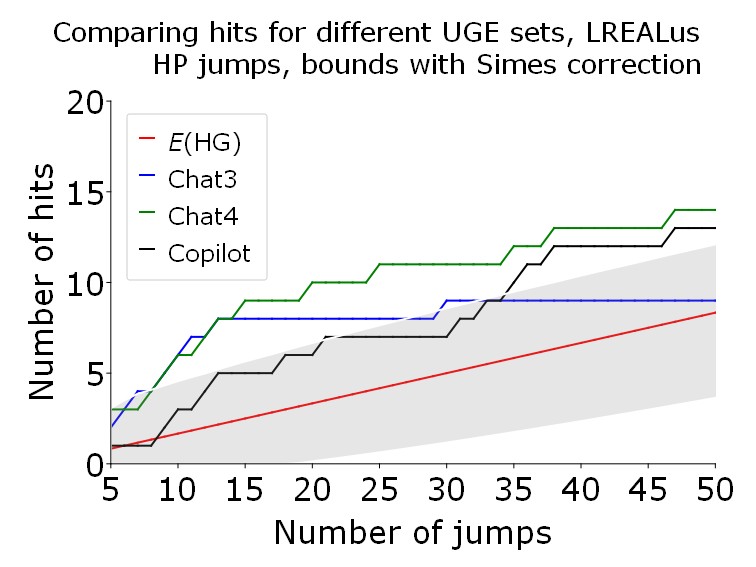 Comparing hits for different UGE sets, LREALus
HP jumps, bounds with Simes correction
Number of hits
20
15
10
5
0
E(HG)
Chat3
Chat4
Copilot
5 10 15 20 25 30 35 40 45 50
Number of jumps